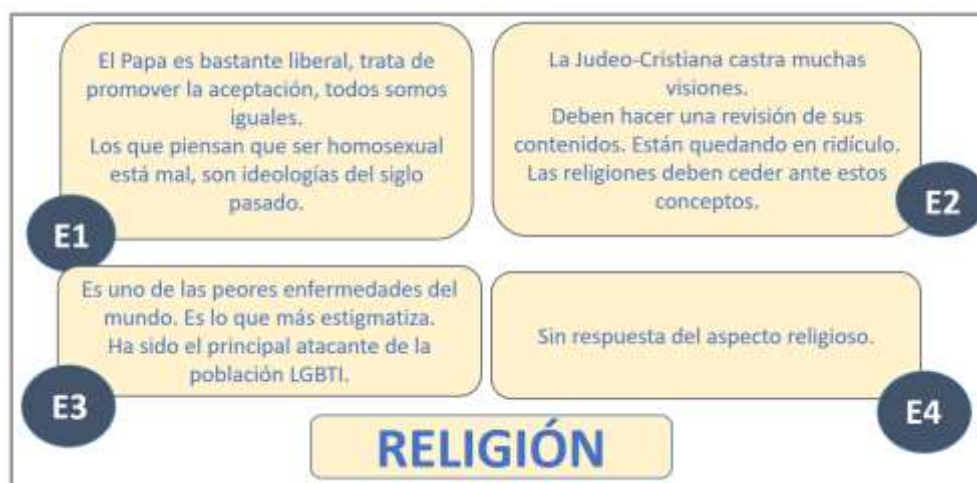 El Papa es bastante liberal, trata de
promover la aceptación, todos somos
iguales.
Los que piensan que ser homosexual
está mal, son ideologías del siglo
pasado.
E1
La Judeo-Cristiana castra muchas
visiones.
Deben hacer una revisión de sus
contenidos. Están quedando en ridículo.
Las religiones deben ceder ante estos
conceptos.
E2
Es uno de las peores enfermedades del
mundo. Es lo que más estigmatiza.
Ha sido el principal atacante de la
población LGBTI.
E3
Sin respuesta del aspecto religioso.
E4
RELIGIÓN